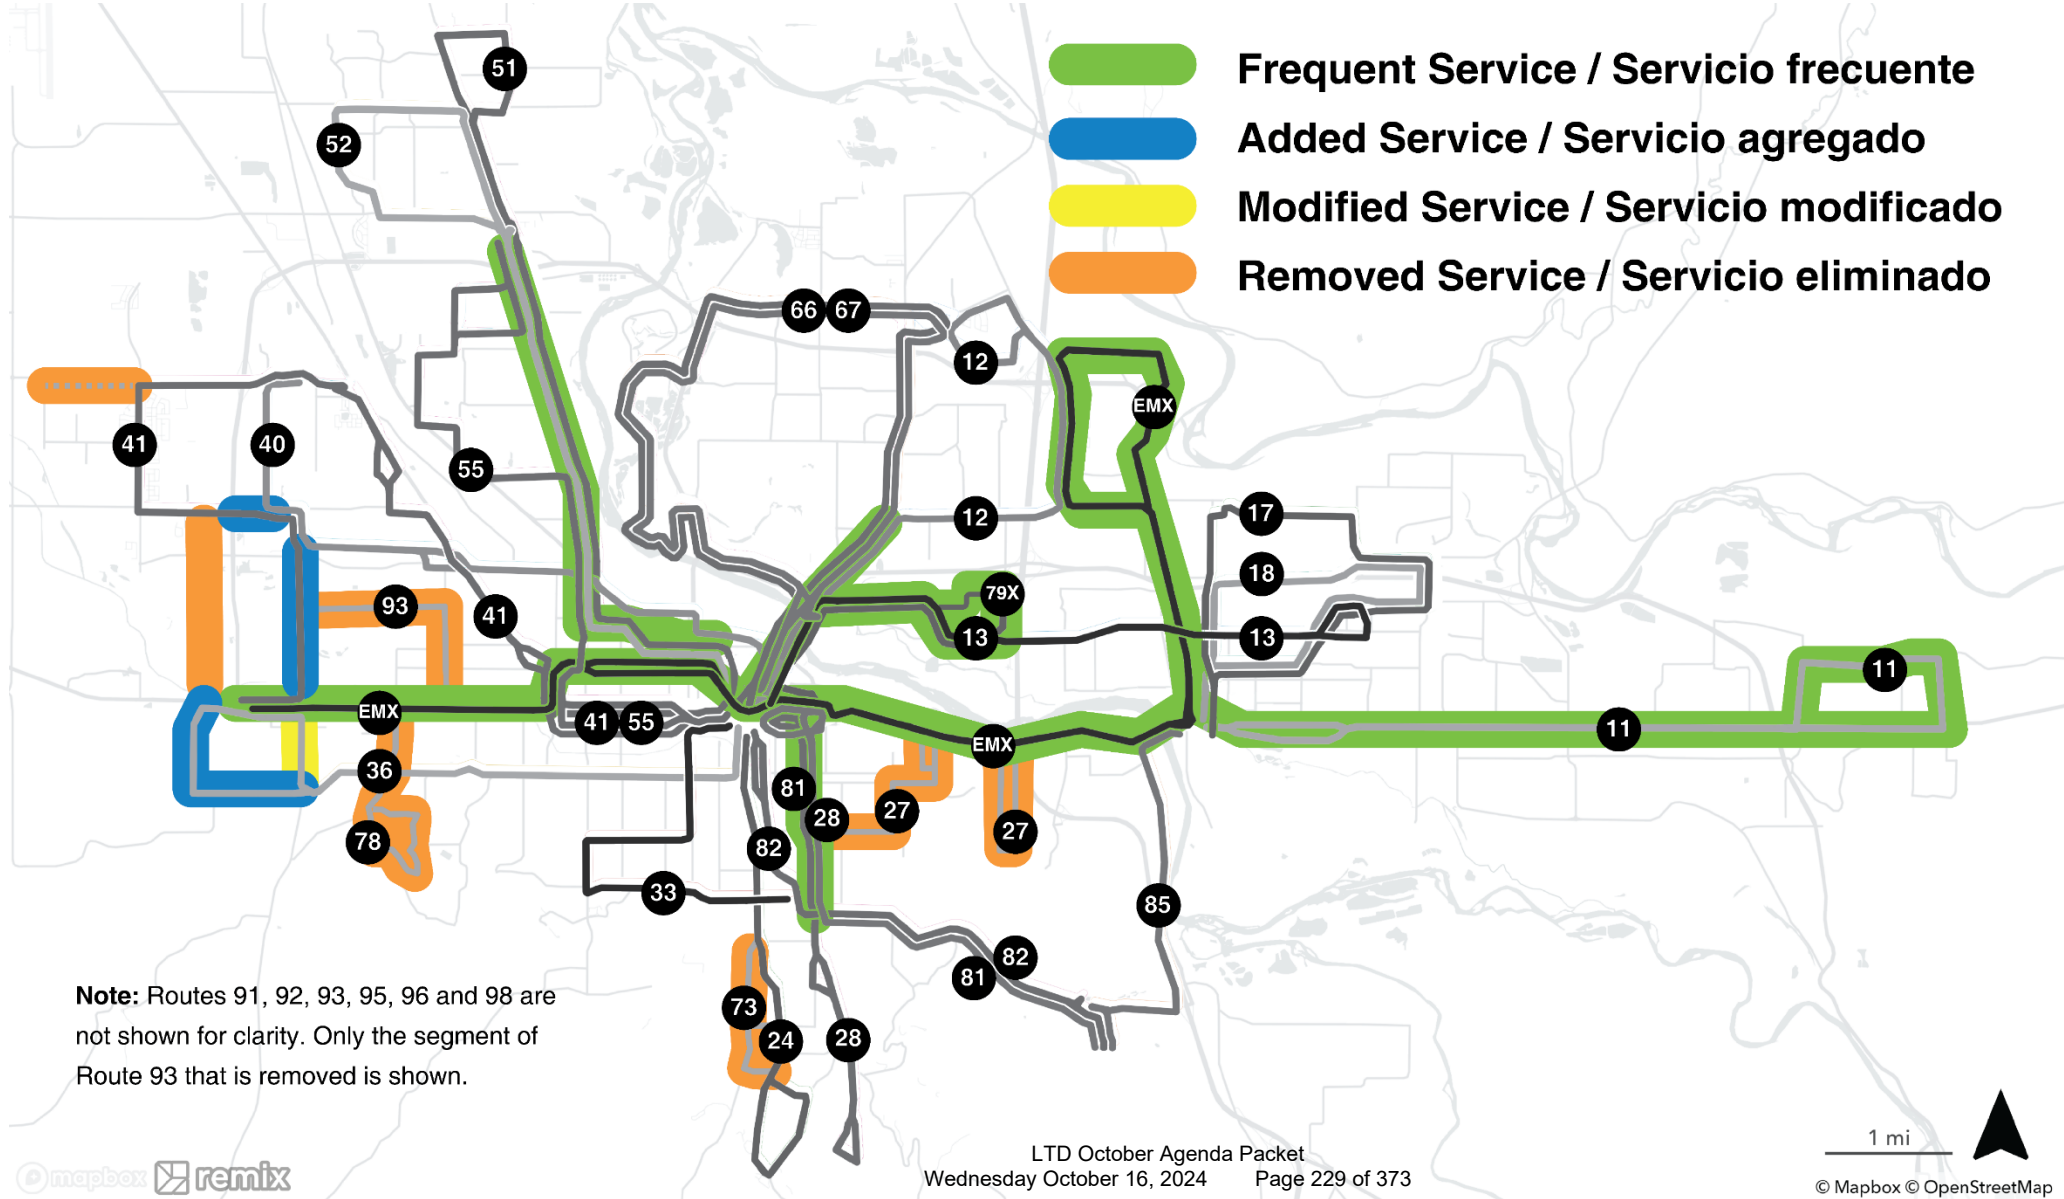 51
Frequent Service / Servicio frecuente
52
Added Service / Servicio agregado
Modified Service / Servicio modificado
Removed Service / Servicio eliminado
66 67
12
EMX
41
40
55
12
17
18
79X
93
41
13
13
11
EMX
41 55
11
EMX
36
81
28
27
27
78
82
33
85
82
81
73
24
28
Note: Routes 91, 92, 93, 95, 96 and 98 are
not shown for clarity. Only the segment of
Route 93 that is removed is shown.
1 mi
LTD October Agenda Packet
Wednesday October 16, 2024 Page 229 of 373
mapbox remix
© Mapbox © OpenStreetMap